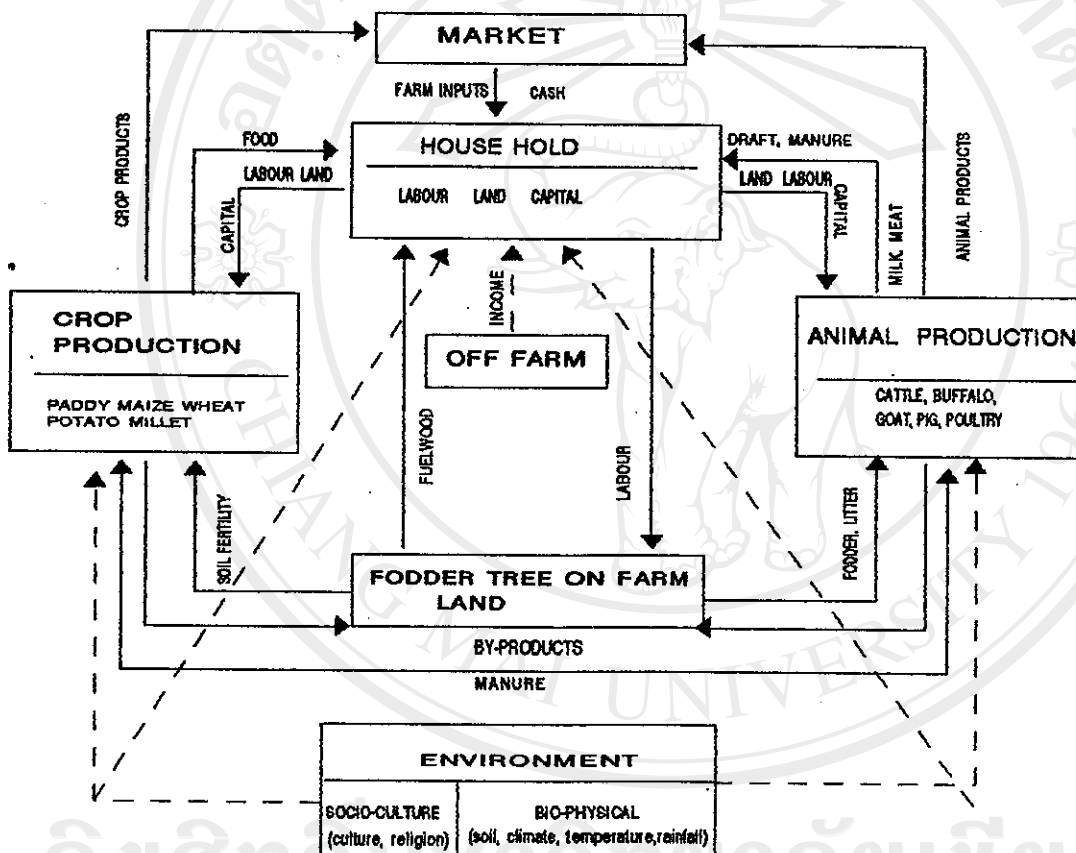 MARKET
FARM INPUTS
CASH
CROP PRODUCTS
FOOD
LABOUR LAND
CAPITAL
HOUSE HOLD
LABOUR LAND CAPITAL
DRAFT, MANURE
LAND LABOUR
CAPITAL
MILK, MEAT
ANIMAL PRODUCTS
CROP
PRODUCTION
PADDY MAIZE WHEAT
POTATO MILLET
INCOME
OFF FARM
ANIMAL PRODUCTION
CATTLE, BUFFALO,
GOAT, PIG, POULTRY
SOIL FERTILITY
FUELWOOD
LABOUR
FODDER, LITTER
FODDER TREE ON FARM
LAND
BY-PRODUCTS
MANURE
ENVIRONMENT
SOCIO-CULTURE
(culture, religion)
BIO-PHYSICAL
(soil, climate, temperature,rainfall)
CHIANG MAI UNIVERSITY